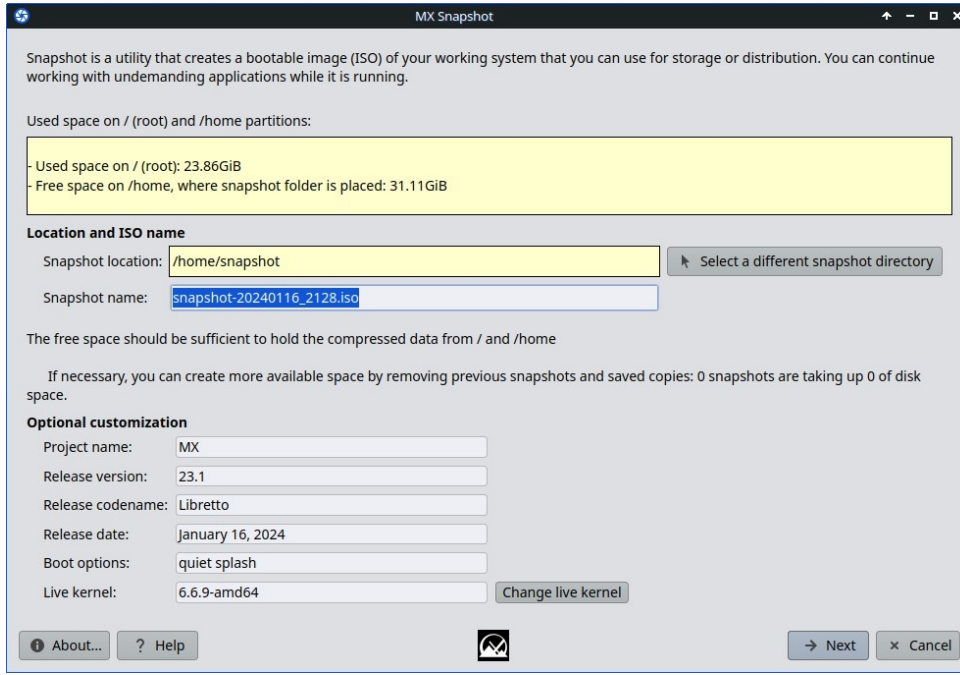 MX Snapshot
Snapshot is a utility that creates a bootable image (ISO) of your working system that you can use for storage or distribution. You can continue
working with undemanding applications while it is running.
Used space on / (root) and /home partitions:
- Used space on / (root): 23.86GiB
- Free space on /home, where snapshot folder is placed: 31.11GiB
Location and ISO name
Snapshot location: /home/snapshot Select a different snapshot directory
Snapshot name: snapshot-20240116_2128.iso
The free space should be sufficient to hold the compressed data from / and /home
If necessary, you can create more available space by removing previous snapshots and saved copies: 0 snapshots are taking up 0 of disk
space.
Optional customization
Project name: MX
Release version: 23.1
Release codename: Libretto
Release date: January 16, 2024
Boot options: quiet splash
Live kernel: 6.6.9-amd64 Change live kernel
About... ? Help Next Cancel